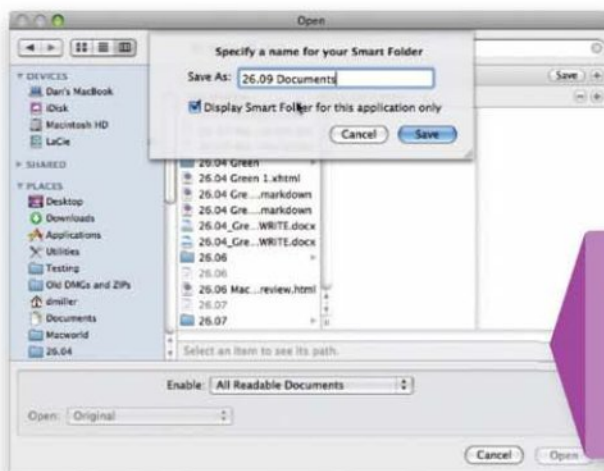 Open
Specify a name for your Smart Folder
Save As: 26.09 Documents
Display Smart Folder for this application only
Cancel Save
Save
DEVICES
Dan's MacBook
iDisk
Macintosh HD
LaCie
SHARED
PLACES
Desktop
Downloads
Applications
Utilities
Testing
Old DMGs and ZIPs
dmiller
Documents
Macworld
26.04
26.04 Green
26.04 Green 1.xhtml
26.04 Gre...markdown
26.04 Gre...markdown
26.04_Gre...WRITE.docx
26.04_Gre...WRITE.docx
26.06
26.06
26.06 Mac...review.html
26.07
26.07
Select an item to see its path.
Enable: All Readable Documents
Open: Original
Cancel Open